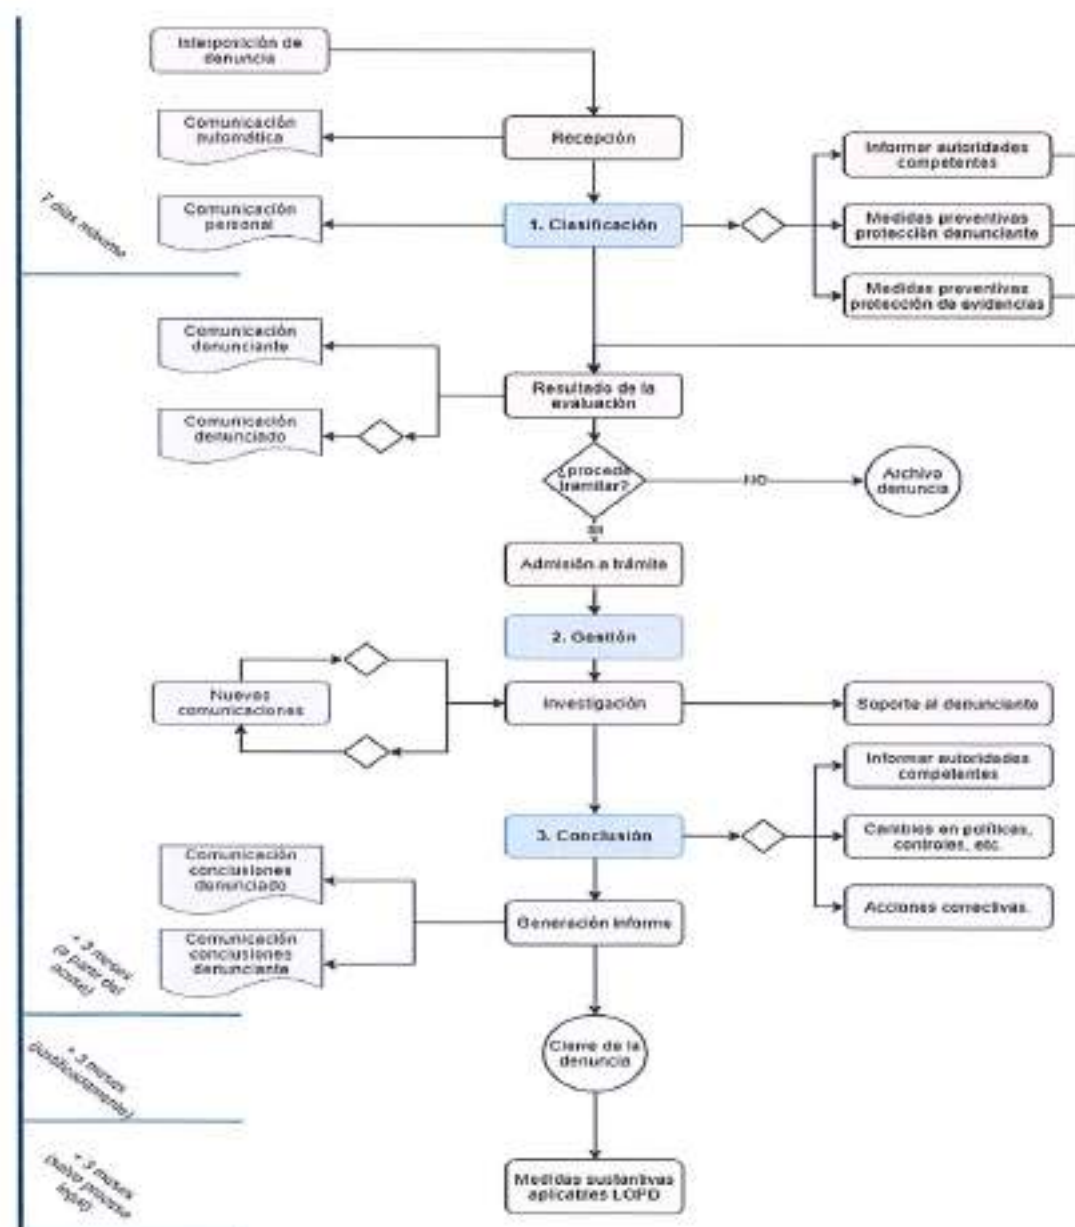 Interposición de
denuncia
Comunicación
automática
Recepción
Informar autoridades
competentes
7 días máximo
Comunicación
personal
1. Clasificación
Medidas preventivas
protección denunciante
Medidas preventivas
protección de evidencias
Comunicación
denunciante
Resultado de la
evaluación
Comunicación
denunciado
¿procede
tramitar?
NO
Archivo
denuncia
SI
Admisión a trámite
2. Gestión
Nuevas
comunicaciones
Investigación
Soporte al denunciante
Informar autoridades
competentes
3. Conclusión
Cambios en políticas,
controles, etc.
Comunicación
conclusiones
denunciado
Acciones correctivas.
Generación Informe
Comunicación
conclusiones
denunciante
+ 3 meses
(a partir del
acuse)
Cierre de la
denuncia
+ 3 meses
(justificadamente)
+ 3 meses
(salvo proceso
legal)
Medidas sustantivas
aplicables LOPD